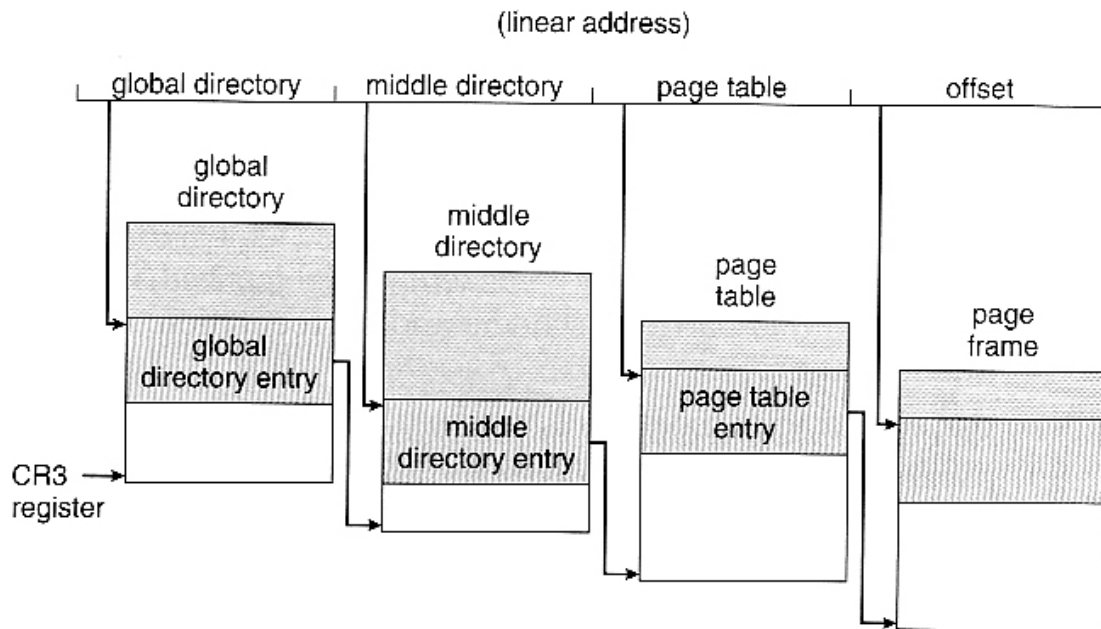 (linear address)
global directory
middle directory
page table
offset
global
directory
middle
directory
page
table
page
frame
global
directory entry
middle
directory entry
page table
entry
CR3
register